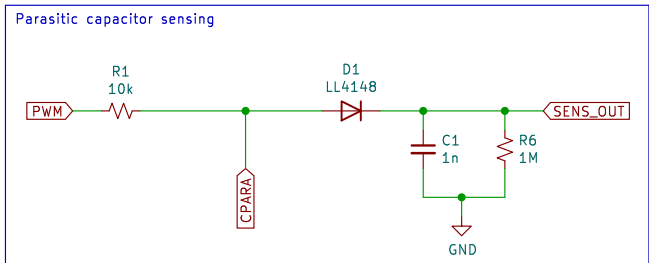 Parasitic capacitor sensing
R1
10k
PWM
D1
LL4148
SENS_OUT
C1
1n
R6
1M
CPARA
GND